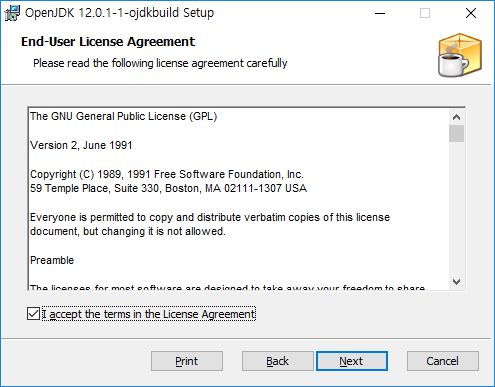 OpenJDK 12.0.1-1-ojdkbuild Setup
End-User License Agreement
Please read the following license agreement carefully
The GNU General Public License (GPL)
Version 2, June 1991
Copyright (C) 1989, 1991 Free Software Foundation, Inc.
59 Temple Place, Suite 330, Boston, MA 02111-1307 USA
Everyone is permitted to copy and distribute verbatim copies of this license
document, but changing it is not allowed.
Preamble
The licenses for most software are designed to take away your freedom to share
I accept the terms in the License Agreement
Print
Back
Next
Cancel